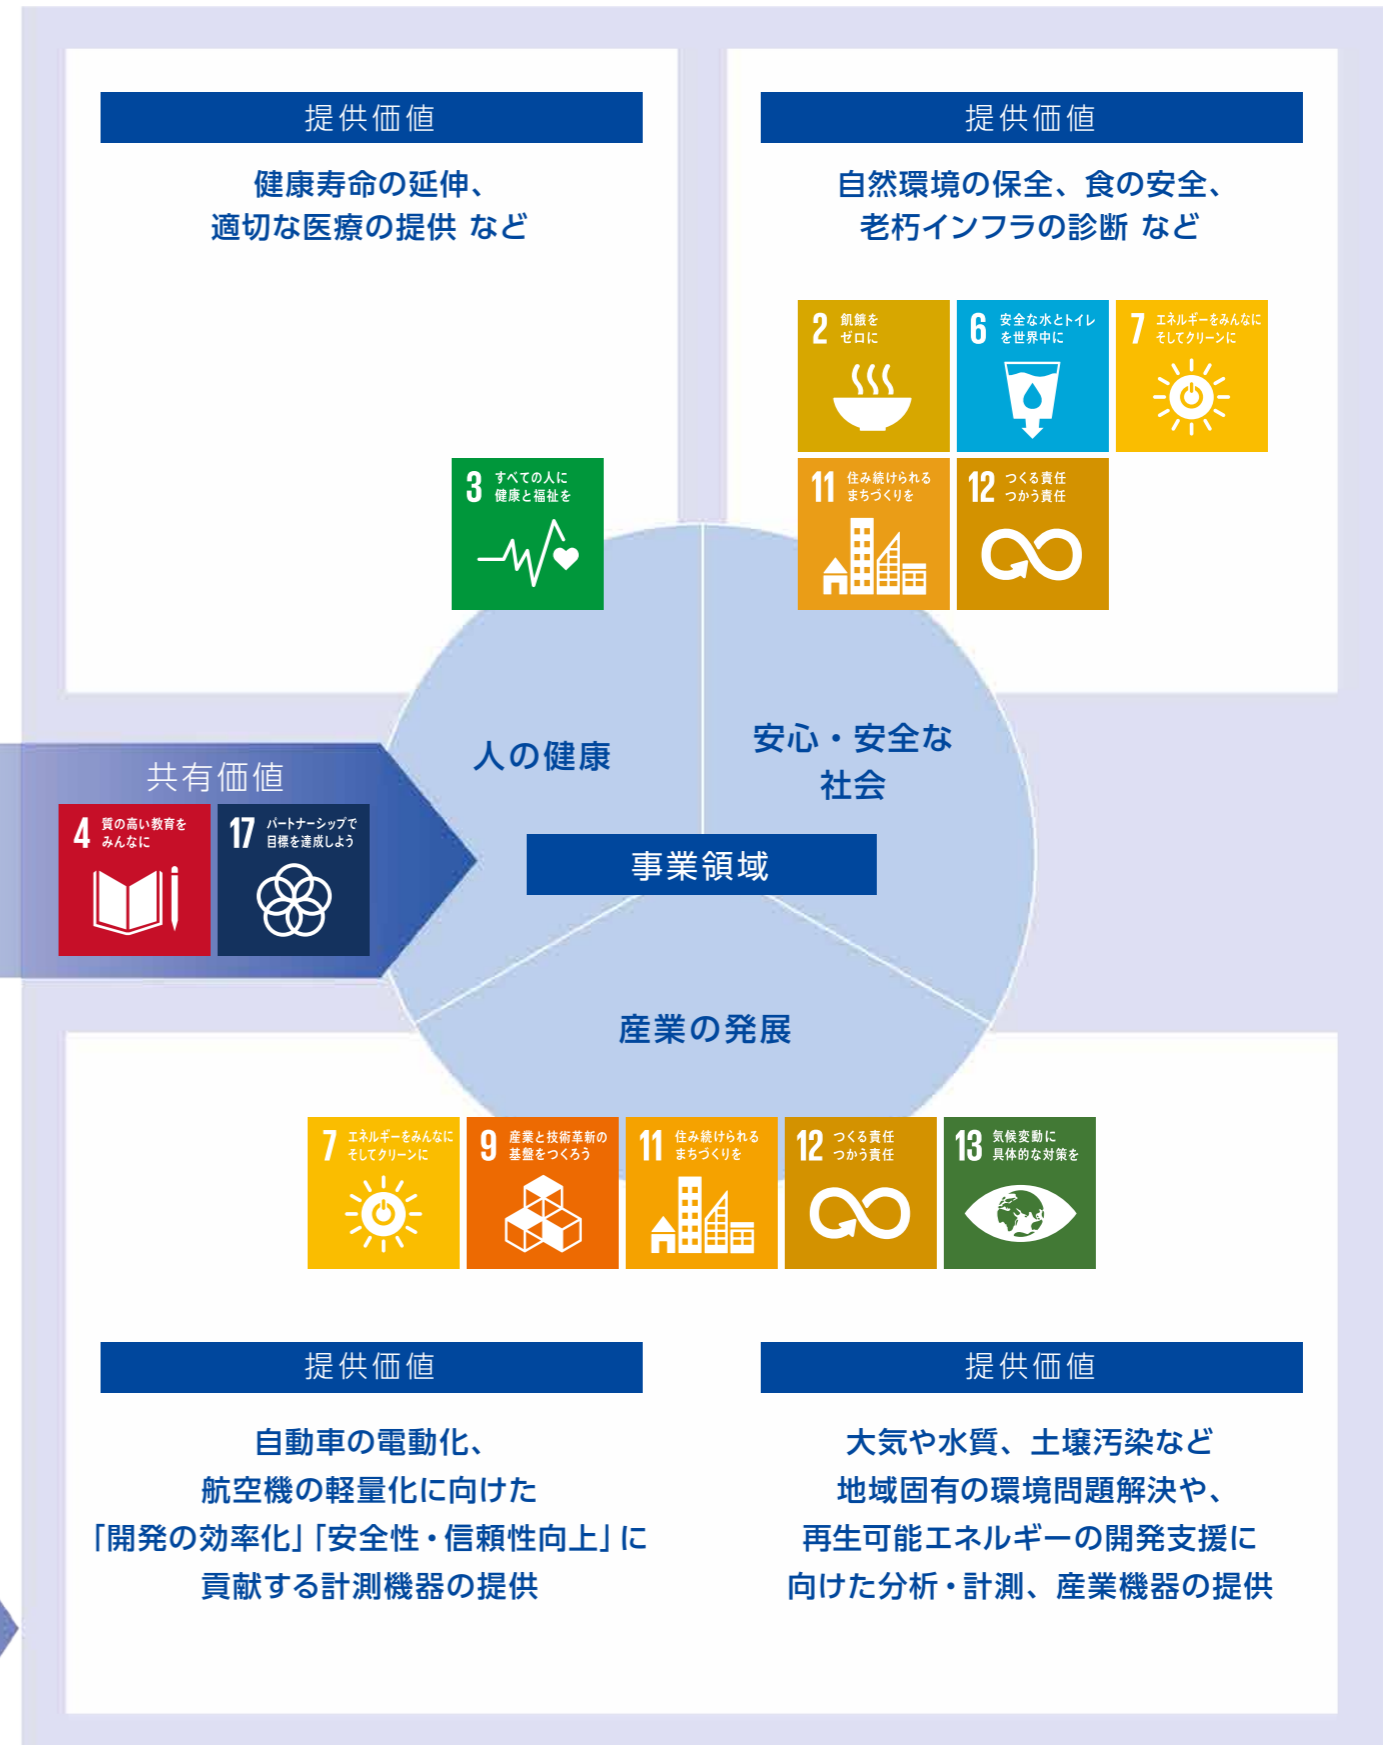 提供価値
健康寿命の延伸、
適切な医療の提供 など
3 すべての人に
健康と福祉を
提供価値
自然環境の保全、食の安全、
老朽インフラの診断 など
2 飢餓を
ゼロに
6 安全な水とトイレ
を世界中に
7 エネルギーをみんなに
そしてクリーンに
11 住み続けられる
まちづくりを
12 つくる責任
つかう責任
人の健康
安心・安全な
社会
共有価値
4 質の高い教育を
みんなに
17 パートナーシップで
目標を達成しよう
事業領域
産業の発展
7 エネルギーをみんなに
そしてクリーンに
9 産業と技術革新の
基盤をつくろう
11 住み続けられる
まちづくりを
12 つくる責任
つかう責任
13 気候変動に
具体的な対策を
提供価値
自動車の電動化、
航空機の軽量化に向けた
「開発の効率化」「安全性・信頼性向上」に
貢献する計測機器の提供
提供価値
大気や水質、土壌汚染など
地域固有の環境問題解決や、
再生可能エネルギーの開発支援に
向けた分析・計測、産業機器の提供